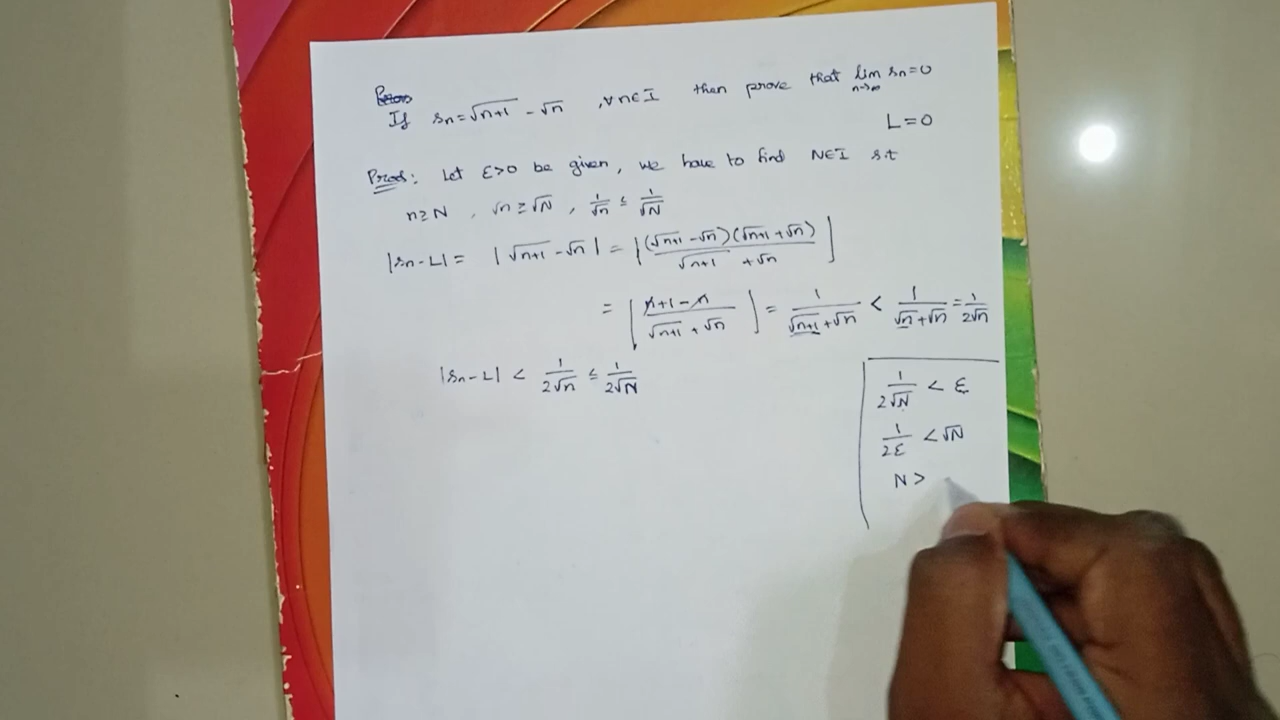 If sn = √n+1 - √n , ∀ n∈I then prove that lim n→∞ sn = 0
L = 0
Proof: Let ε>0 be given, we have to find N∈I s.t
n≥N , √n ≥ √N , 1/√n ≤ 1/√N
|sn-L| = |√n+1 - √n| = |(√n+1 - √n)(√n+1 + √n) / √n+1 + √n|
= |n+1-n / √n+1 + √n| = 1/√n+1 + √n < 1/√n + √n = 1/2√n
|sn-L| < 1/2√n ≤ 1/2√N
1/2√N < ε
1/2ε < √N
N >